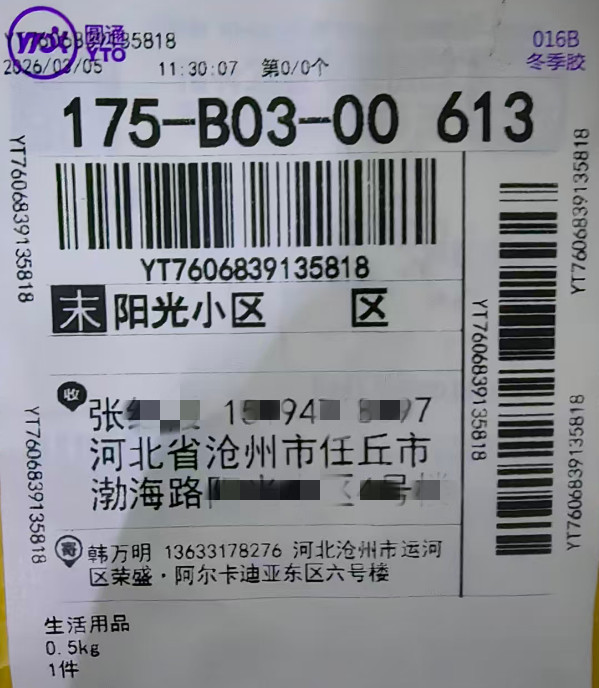 圆通
YTO
YT7606839135818
2026/03/05 11:30:07 第0/0个
016B
冬季胶
175-B03-00 613
YT7606839135818
YT7606839135818
YT7606839135818
末 阳光小区 区
收 张
河北省沧州市任丘市
渤海路
YT7606839135818
YT7606839135818
YT7606839135818
YT7606839135818
寄 韩万明 13633178276 河北沧州市运河
区荣盛·阿尔卡迪亚东区六号楼
生活用品
0.5kg
1件